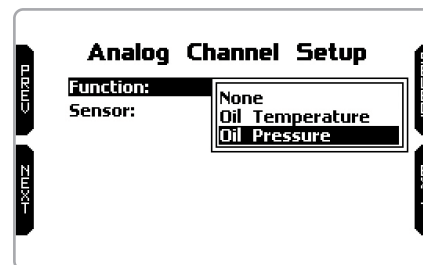 Analog Channel Setup
PREV
Function:
None
Sensor:
Oil Temperature
Oil Pressure
NEXT